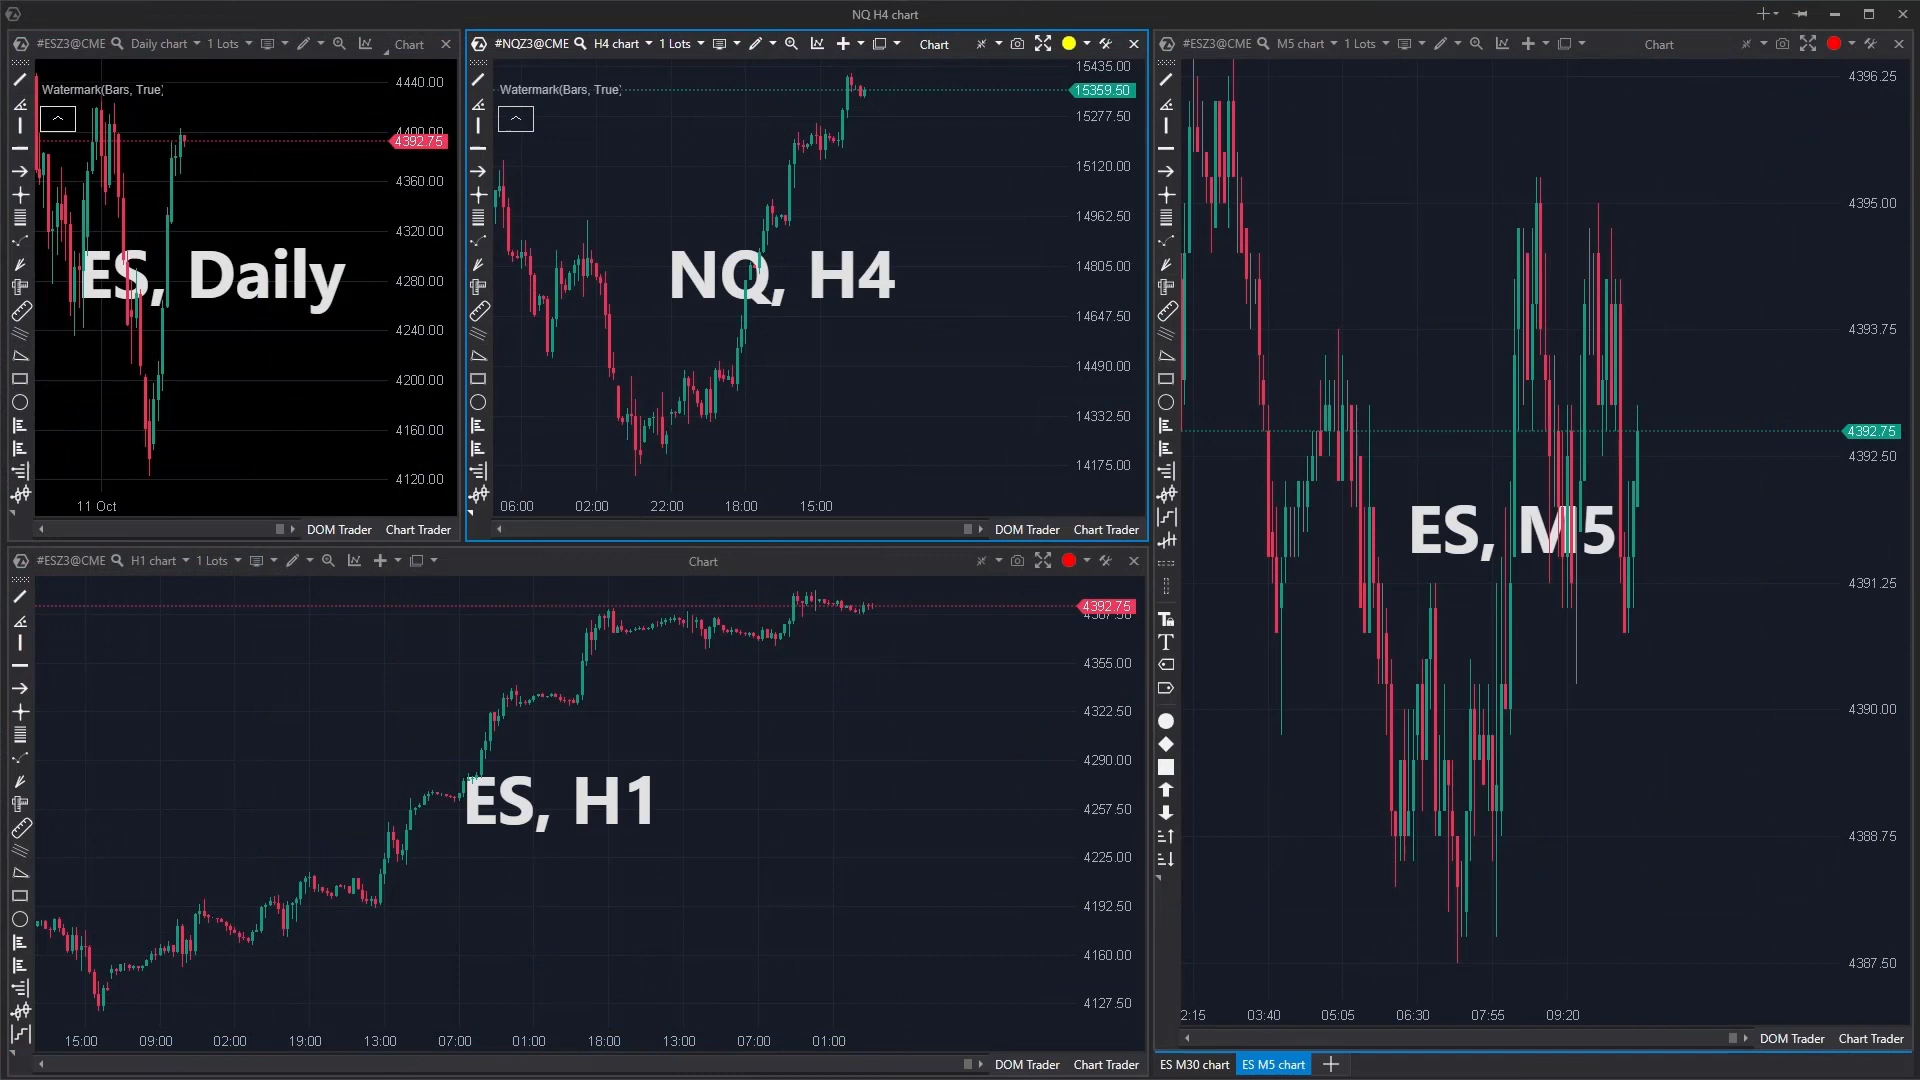 NQ H4 chart
#ESZ3@CME Daily chart 1 Lots Chart
Watermark(Bars, True)
4440.00
4400.00
4392.75
4360.00
4320.00
4280.00
4240.00
4200.00
4160.00
4120.00
ES, Daily
11 Oct
DOM Trader Chart Trader
#NQZ3@CME H4 chart 1 Lots Chart
Watermark(Bars, True)
15435.00
15359.50
15277.50
15120.00
14962.50
14805.00
14647.50
14490.00
14332.50
14175.00
NQ, H4
06:00 02:00 22:00 18:00 15:00
DOM Trader Chart Trader
#ESZ3@CME H1 chart 1 Lots Chart
4392.75
4355.00
4322.50
4290.00
4257.50
4225.00
4192.50
4160.00
4127.50
ES, H1
15:00 09:00 02:00 19:00 13:00 07:00 01:00 18:00 13:00 07:00 01:00
DOM Trader Chart Trader
#ESZ3@CME M5 chart 1 Lots Chart
4396.25
4395.00
4393.75
4392.75
4392.50
4391.25
4390.00
4388.75
4387.50
ES, M5
2:15 03:40 05:05 06:30 07:55 09:20
DOM Trader Chart Trader
ES M30 chart ES M5 chart